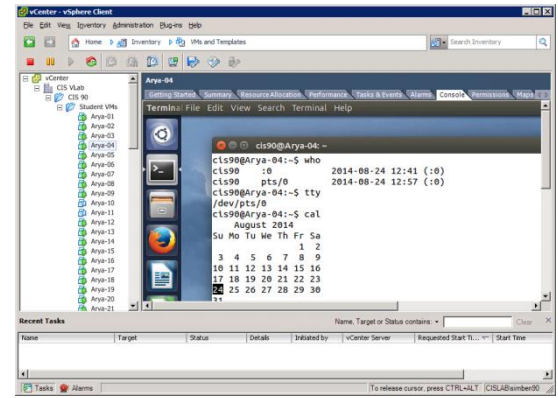 vCenter - vSphere Client
File Edit View Inventory Administration Plug-ins Help
Home Inventory VMs and Templates Search Inventory
vCenter
CIS VLab
CIS 90
Student VMs
Arya-01
Arya-02
Arya-03
Arya-04
Arya-05
Arya-06
Arya-07
Arya-08
Arya-09
Arya-10
Arya-11
Arya-12
Arya-13
Arya-14
Arya-15
Arya-16
Arya-17
Arya-18
Arya-19
Arya-20
Arya-21
Arya-04
Getting Started Summary Resource Allocation Performance Tasks & Events Alarms Console Permissions Maps
Terminal File Edit View Search Terminal Help
cis90@Arya-04: ~
cis90@Arya-04:~$ who
cis90 :0 2014-08-24 12:41 (:0)
cis90 pts/0 2014-08-24 12:57 (:0)
cis90@Arya-04:~$ tty
/dev/pts/0
cis90@Arya-04:~$ cal
August 2014
Su Mo Tu We Th Fr Sa
1 2
3 4 5 6 7 8 9
10 11 12 13 14 15 16
17 18 19 20 21 22 23
24 25 26 27 28 29 30
31
Recent Tasks
Name, Target or Status contains: Clear
Name Target Status Details Initiated by vCenter Server Requested Start Ti... Start Time
Tasks Alarms
To release cursor, press CTRL+ALT CISLAB\simben90